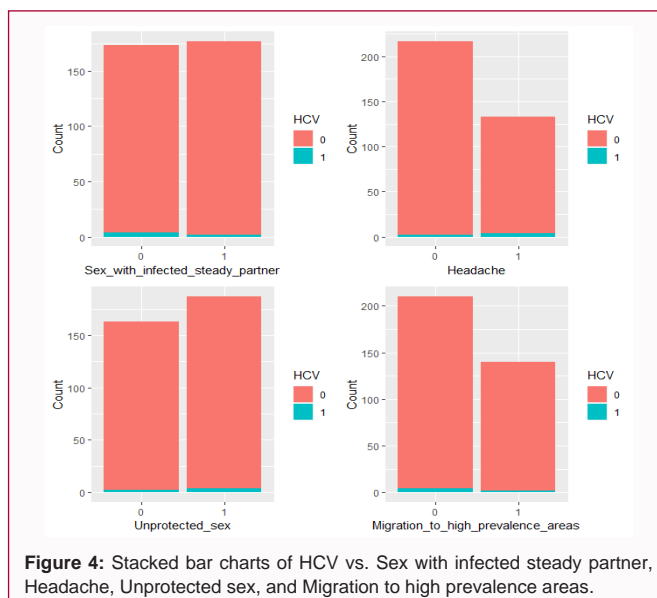 150
100
50
0
Count
0
1
Sex_with_infected_steady_partner
HCV
0
1
200
150
100
50
0
Count
0
1
Headache
HCV
0
1
150
100
50
0
Count
0
1
Unprotected_sex
HCV
0
1
200
150
100
50
0
Count
0
1
Migration_to_high_prevalence_areas
HCV
0
1
Figure 4: Stacked bar charts of HCV vs. Sex with infected steady partner,
Headache, Unprotected sex, and Migration to high prevalence areas.